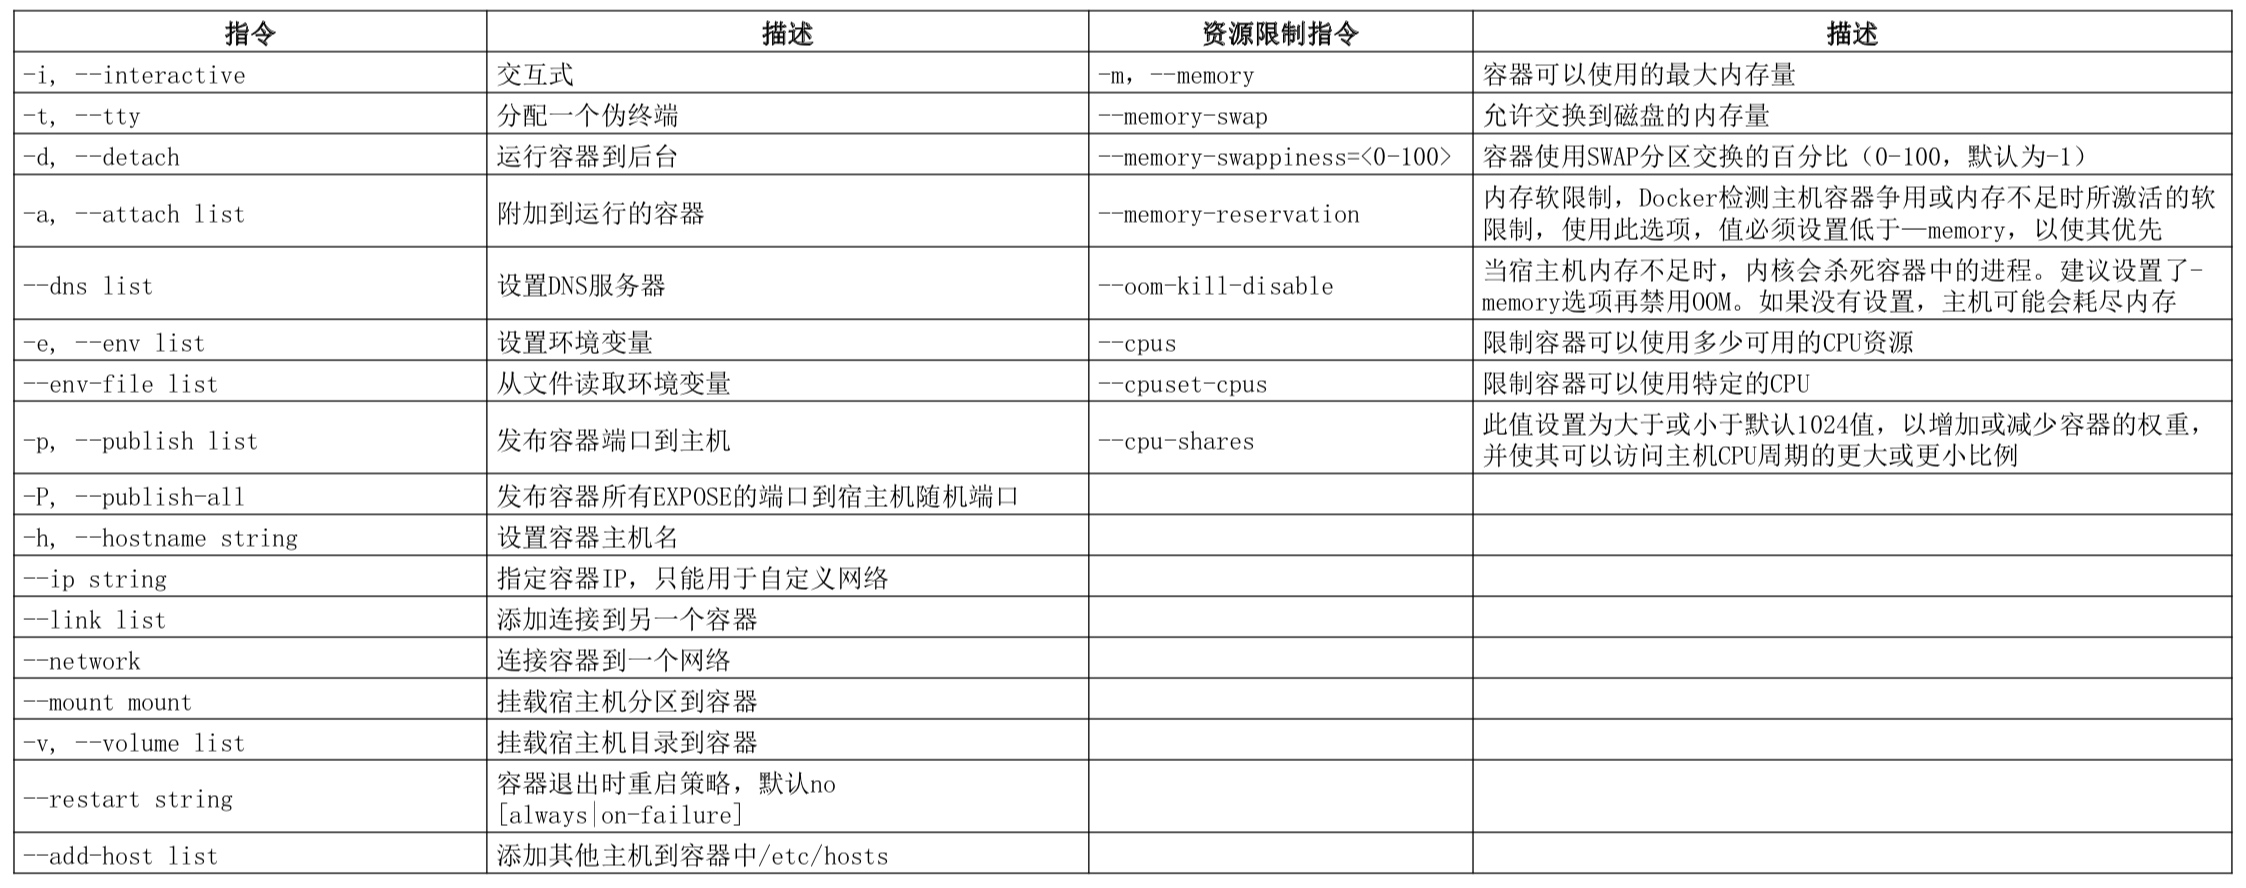 指令 描述 资源限制指令 描述
-i, --interactive 交互式 -m, --memory 容器可以使用的最大内存量
-t, --tty 分配一个伪终端 --memory-swap 允许交换到磁盘的内存量
-d, --detach 运行容器到后台 --memory-swappiness=<0-100> 容器使用SWAP分区交换的百分比（0-100，默认为-1）
-a, --attach list 附加到运行的容器 --memory-reservation 内存软限制，Docker检测主机容器争用或内存不足时所激活的软
限制，使用此选项，值必须设置低于—memory，以使其优先
--dns list 设置DNS服务器 --oom-kill-disable 当宿主机内存不足时，内核会杀死容器中的进程。建议设置了-
memory选项再禁用OOM。如果没有设置，主机可能会耗尽内存
-e, --env list 设置环境变量 --cpus 限制容器可以使用多少可用的CPU资源
--env-file list 从文件读取环境变量 --cpuset-cpus 限制容器可以使用特定的CPU
-p, --publish list 发布容器端口到主机 --cpu-shares 此值设置为大于或小于默认1024值，以增加或减少容器的权重，
并使其可以访问主机CPU周期的更大或更小比例
-P, --publish-all 发布容器所有EXPOSE的端口到宿主机随机端口
-h, --hostname string 设置容器主机名
--ip string 指定容器IP，只能用于自定义网络
--link list 添加连接到另一个容器
--network 连接容器到一个网络
--mount mount 挂载宿主机分区到容器
-v, --volume list 挂载宿主机目录到容器
--restart string 容器退出时重启策略，默认no
[always|on-failure]
--add-host list 添加其他主机到容器中/etc/hosts